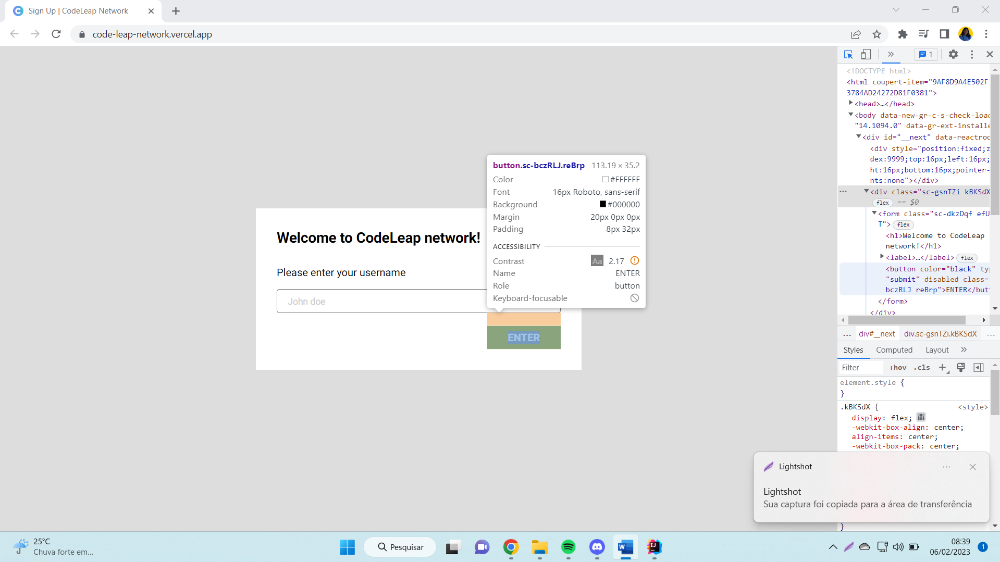 Sign Up | CodeLeap Network
code-leap-network.vercel.app
1
<!DOCTYPE html>
<html coupert-item="9AF8D9A4E502F
3784AD24272D81F0381">
<head>…</head>
<body data-new-gr-c-s-check-loa
"14.1094.0" data-gr-ext-install
<div id="__next" data-reactroo
<div style="position:fixed;z
dex:9999;top:16px;left:16px;
ht:16px;bottom:16px;pointer-
nts:none"></div>
<div class="sc-gsnTZi kBKSdX
flex == $0
<form class="sc-dkzDqf efU
T"> flex
<h1>Welcome to CodeLeap
network!</h1>
<label>…</label> flex
<button color="black" ty
"submit" disabled class=
bczRLJ reBrp">ENTER</but
</form>
</div>
... div#__next div.sc-gsnTZi.kBKSdX ...
Styles Computed Layout
Filter :hov .cls
element.style {
}
.kBKSdX { <style>
display: flex;
-webkit-box-align: center;
align-items: center;
-webkit-box-pack: center;
}
button.sc-bczRLJ.reBrp 113.19 × 35.2
Color #FFFFFF
Font 16px Roboto, sans-serif
Background #000000
Margin 20px 0px 0px
Padding 8px 32px
ACCESSIBILITY
Contrast Aa 2.17
Name ENTER
Role button
Keyboard-focusable
Welcome to CodeLeap network!
Please enter your username
John doe
ENTER
Lightshot
Lightshot
Sua captura foi copiada para a área de transferência
25°C
Chuva forte em...
Pesquisar
08:39
06/02/2023
1